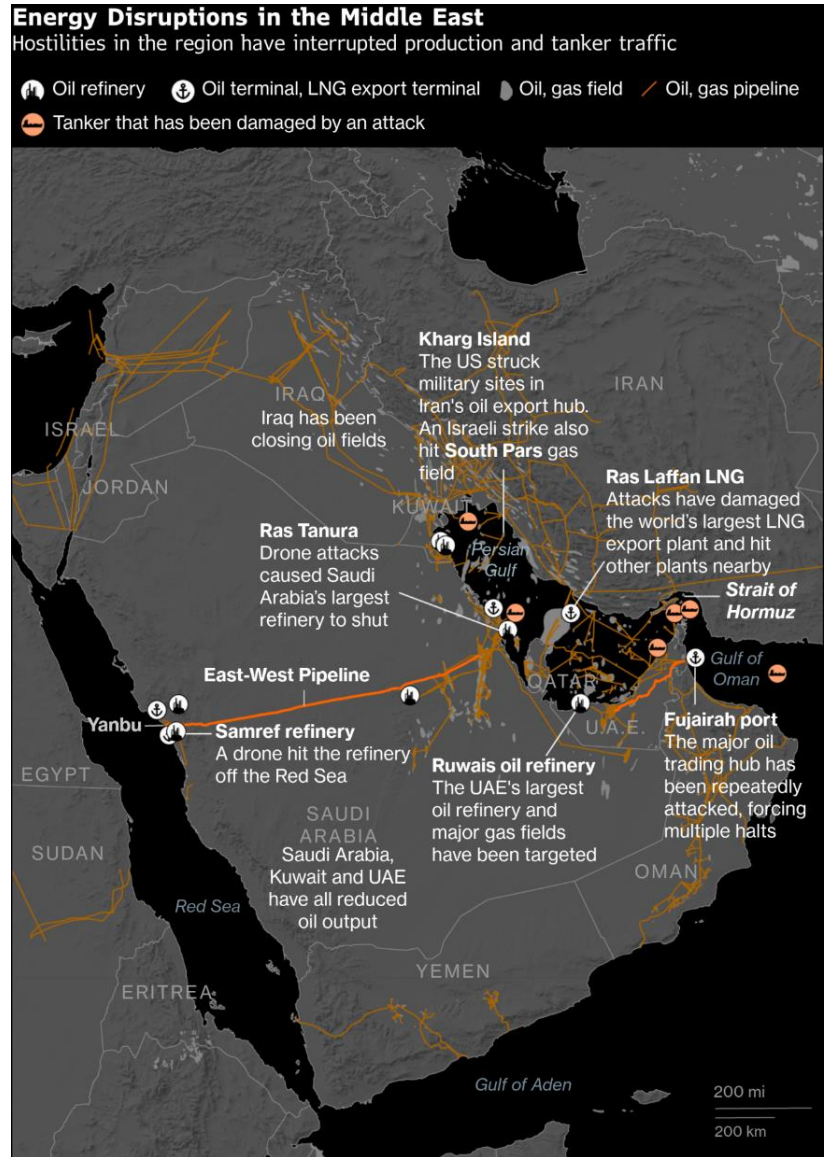 Energy Disruptions in the Middle East
Hostilities in the region have interrupted production and tanker traffic
Oil refinery
Oil terminal, LNG export terminal
Oil, gas field
Oil, gas pipeline
Tanker that has been damaged by an attack
Kharg Island
The US struck
military sites in
Iran's oil export hub.
An Israeli strike also
hit South Pars gas
field
IRAN
IRAQ
Iraq has been
closing oil fields
ISRAEL
JORDAN
KUWAIT
Persian
Gulf
Ras Laffan LNG
Attacks have damaged
the world's largest LNG
export plant and hit
other plants nearby
Strait of
Hormuz
Ras Tanura
Drone attacks
caused Saudi
Arabia's largest
refinery to shut
East-West Pipeline
QATAR
U.A.E.
Gulf of
Oman
Yanbu
Samref refinery
A drone hit the refinery
off the Red Sea
Ruwais oil refinery
The UAE's largest
oil refinery and
major gas fields
have been targeted
Fujairah port
The major oil
trading hub has
been repeatedly
attacked, forcing
multiple halts
EGYPT
SAUDI
ARABIA
Saudi Arabia,
Kuwait and UAE
have all reduced
oil output
SUDAN
OMAN
Red Sea
YEMEN
ERITREA
Gulf of Aden
200 mi
200 km